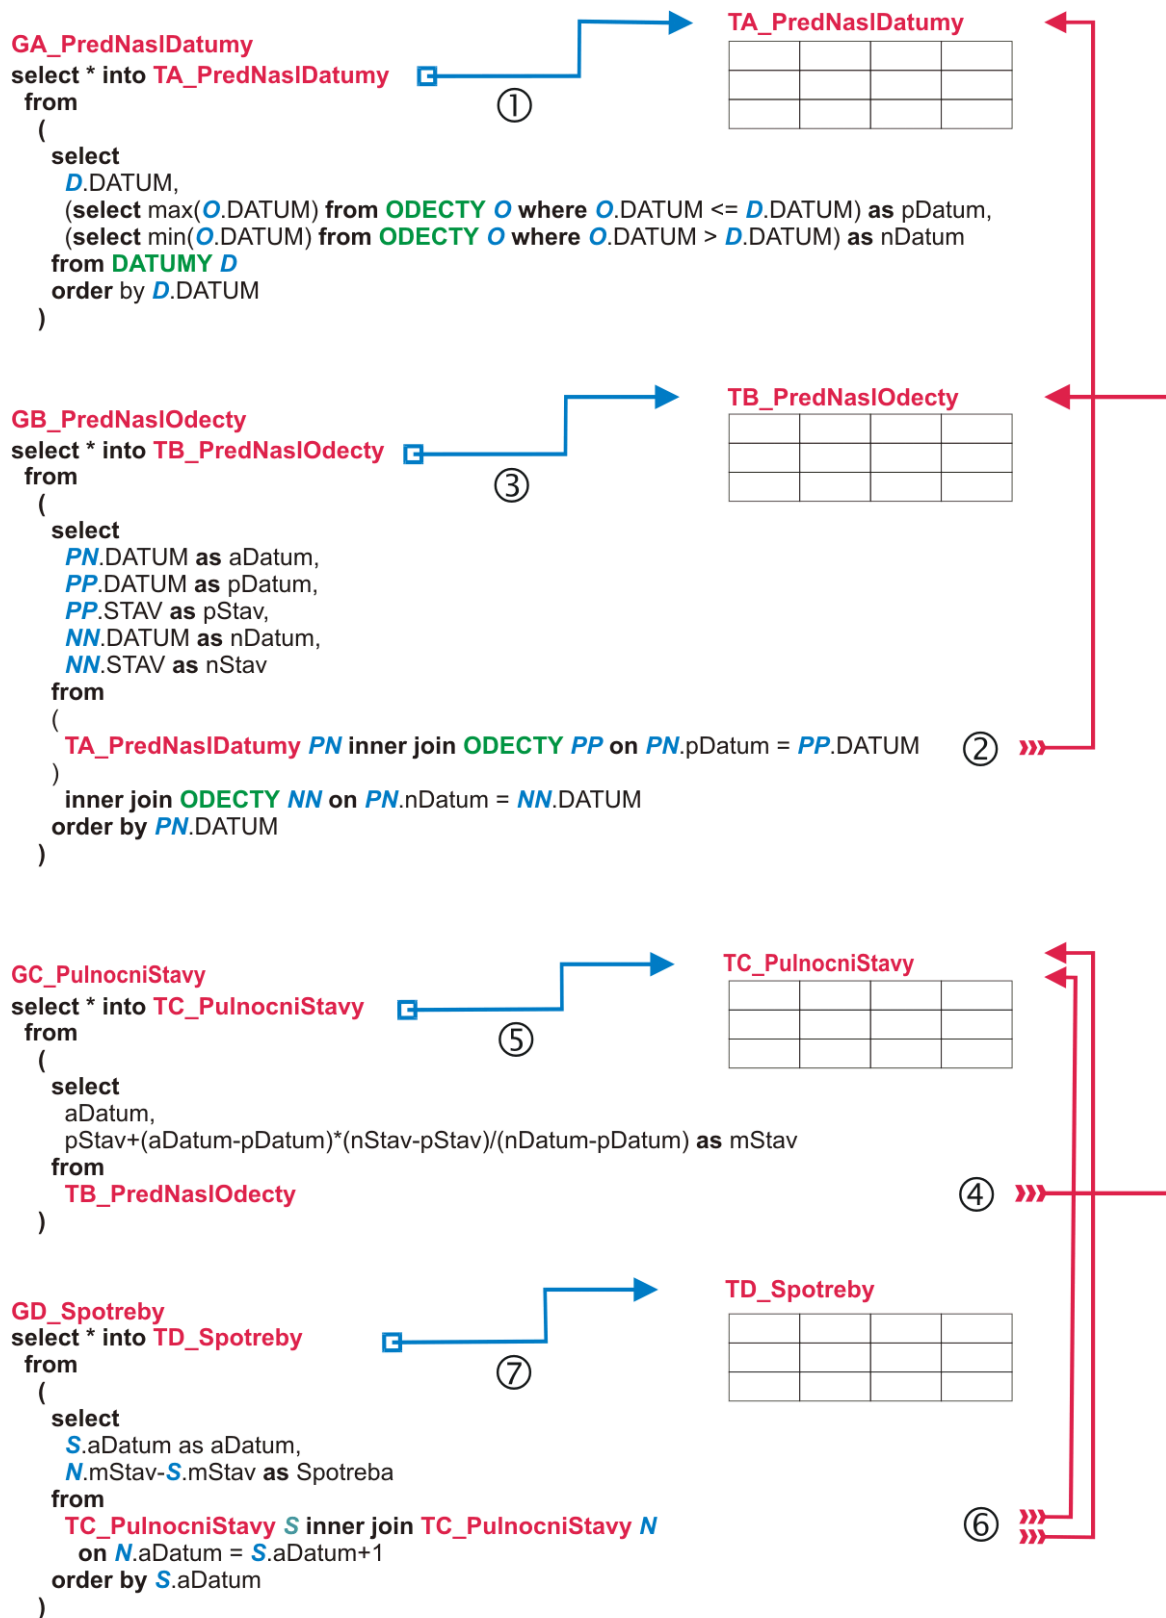 GA_PredNaslDatumy
TA_PredNaslDatumy
select * into TA_PredNaslDatumy
①
from
(
select
D.DATUM,
(select max(O.DATUM) from ODECTY O where O.DATUM <= D.DATUM) as pDatum,
(select min(O.DATUM) from ODECTY O where O.DATUM > D.DATUM) as nDatum
from DATUMY D
order by D.DATUM
)
GB_PredNaslOdecty
TB_PredNaslOdecty
select * into TB_PredNaslOdecty
③
from
(
select
PN.DATUM as aDatum,
PP.DATUM as pDatum,
PP.STAV as pStav,
NN.DATUM as nDatum,
NN.STAV as nStav
from
(
TA_PredNaslDatumy PN inner join ODECTY PP on PN.pDatum = PP.DATUM ②
)
inner join ODECTY NN on PN.nDatum = NN.DATUM
order by PN.DATUM
)
GC_PulnocniStavy
TC_PulnocniStavy
select * into TC_PulnocniStavy
⑤
from
(
select
aDatum,
pStav+(aDatum-pDatum)*(nStav-pStav)/(nDatum-pDatum) as mStav
from
TB_PredNaslOdecty ④
)
GD_Spotreby
TD_Spotreby
select * into TD_Spotreby
⑦
from
(
select
S.aDatum as aDatum,
N.mStav-S.mStav as Spotreba
from
TC_PulnocniStavy S inner join TC_PulnocniStavy N ⑥
on N.aDatum = S.aDatum+1
order by S.aDatum
)